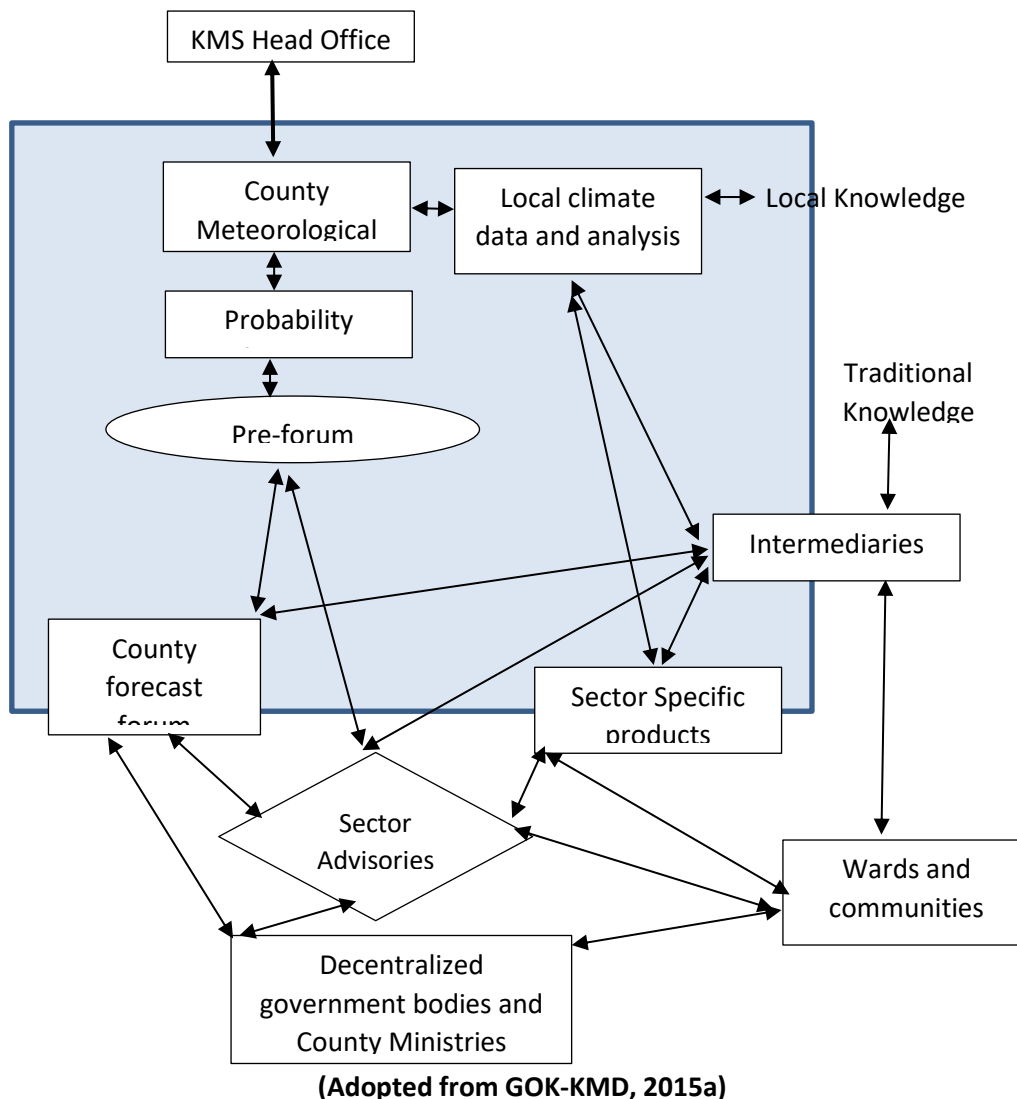 KMS Head Office
County
Meteorological
Local climate
data and analysis
Local Knowledge
Probability
Traditional
Knowledge
Pre-forum
Intermediaries
County
forecast
forum
Sector Specific
products
Sector
Advisories
Wards and
communities
Decentralized
government bodies and
County Ministries
(Adopted from GOK-KMD, 2015a)